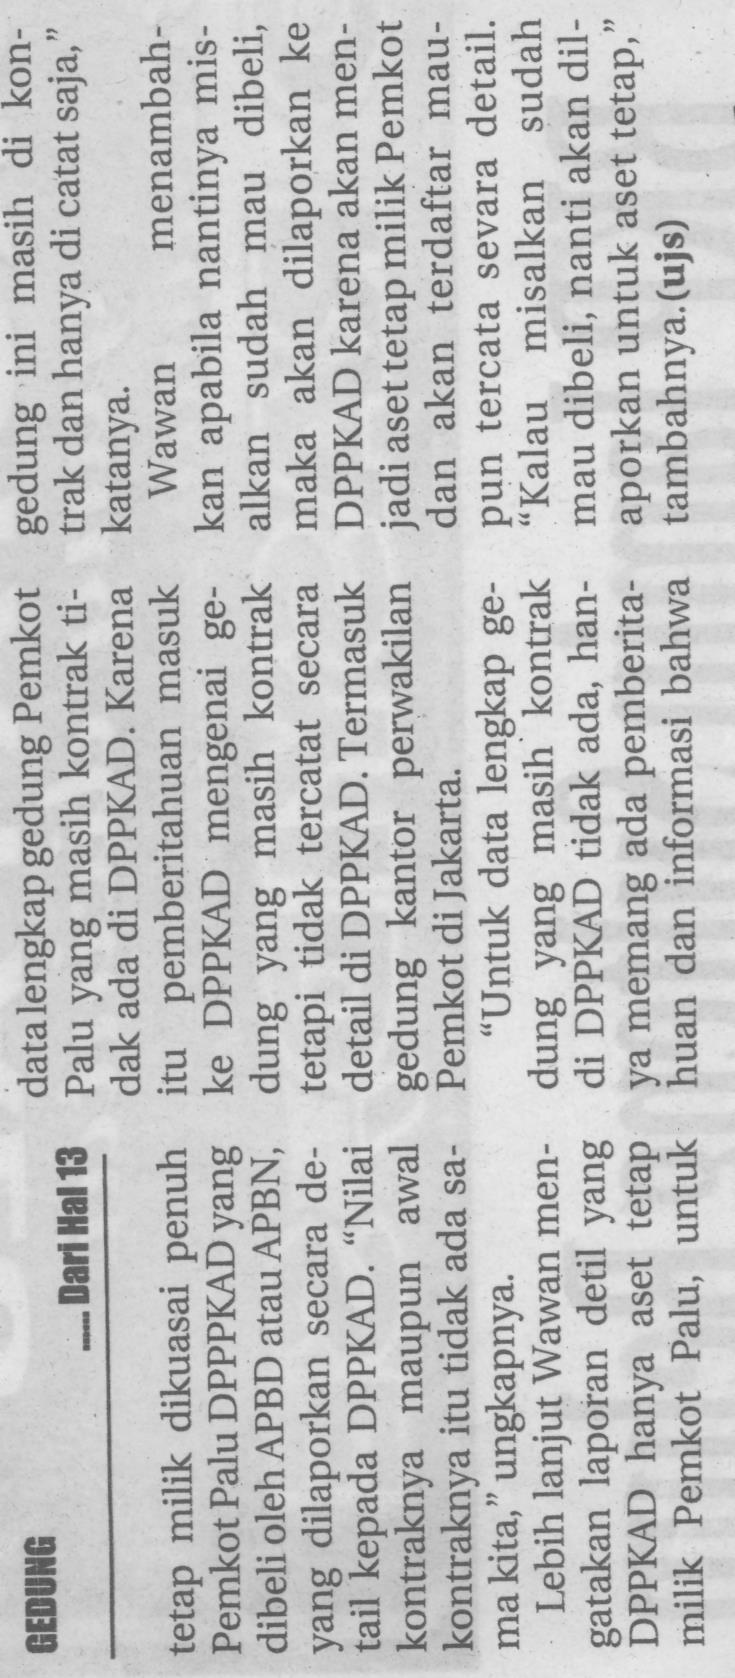 GEDUNG
..... Dari Hal 13
tetap milik dikuasai penuh
Pemkot Palu DPPPKAD yang
dibeli oleh APBD atau APBN,
yang dilaporkan secara de-
tail kepada DPPKAD. “Nilai
kontraknya maupun awal
kontraknya itu tidak ada sa-
ma kita,” ungkapnya.
Lebih lanjut Wawan men-
gatakan laporan detil yang
DPPKAD hanya aset tetap
milik Pemkot Palu, untuk
data lengkap gedung Pemkot
Palu yang masih kontrak ti-
dak ada di DPPKAD. Karena
itu pemberitahuan masuk
ke DPPKAD mengenai ge-
dung yang masih kontrak
tetapi tidak tercatat secara
detail di DPPKAD. Termasuk
gedung kantor perwakilan
Pemkot di Jakarta.
“Untuk data lengkap ge-
dung yang masih kontrak
di DPPKAD tidak ada, han-
ya memang ada pemberita-
huan dan informasi bahwa
gedung ini masih di kon-
trak dan hanya di catat saja,”
katanya.
Wawan menambah-
kan apabila nantinya mis-
alkan sudah mau dibeli,
maka akan dilaporkan ke
DPPKAD karena akan men-
jadi aset tetap milik Pemkot
dan akan terdaftar mau-
pun tercata sevara detail.
“Kalau misalkan sudah
mau dibeli, nanti akan dil-
aporkan untuk aset tetap,”
tambahnya.(ujs)